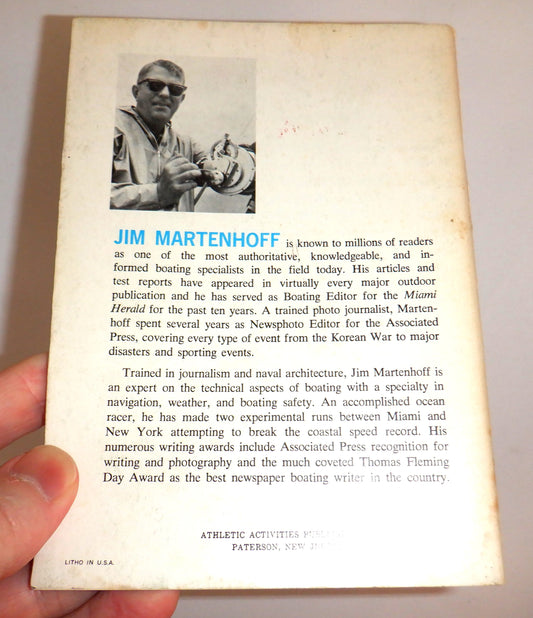 JIM MARTENHOFF is known to millions of readers
as one of the most authoritative, knowledgeable, and in-
formed boating specialists in the field today. His articles and
test reports have appeared in virtually every major outdoor
publication and he has served as Boating Editor for the Miami
Herald for the past ten years. A trained photo journalist, Marten-
hoff spent several years as Newsphoto Editor for the Associated
Press, covering every type of event from the Korean War to major
disasters and sporting events.
Trained in journalism and naval architecture, Jim Martenhoff is
an expert on the technical aspects of boating with a specialty in
navigation, weather, and boating safety. An accomplished ocean
racer, he has made two experimental runs between Miami and
New York attempting to break the coastal speed record. His
numerous writing awards include Associated Press recognition for
writing and photography and the much coveted Thomas Fleming
Day Award as the best newspaper boating writer in the country.
ATHLETIC ACTIVITIES
PATERSON, NEW
LITHO IN U.S.A.